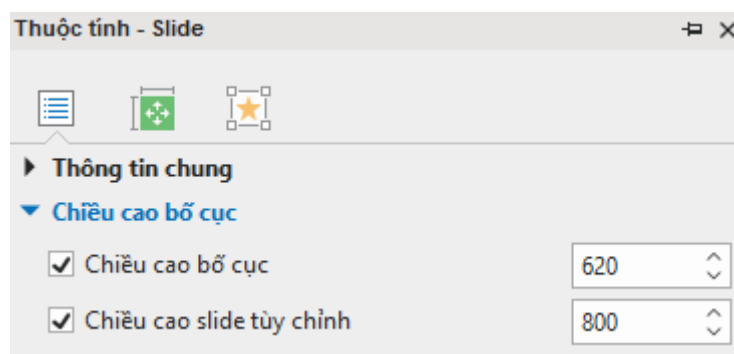 Thuộc tính - Slide
Thông tin chung
Chiều cao bố cục
Chiều cao bố cục 620
Chiều cao slide tùy chỉnh 800